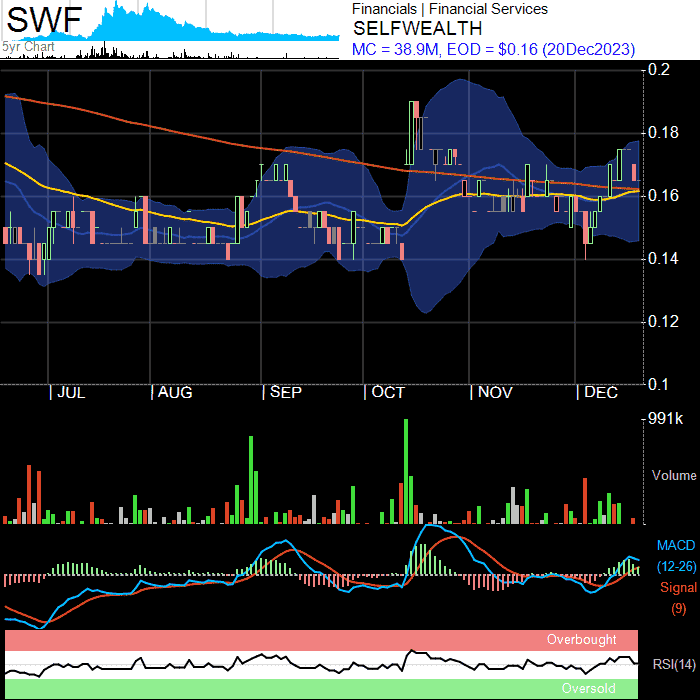 SWF
5yr Chart
Financials | Financial Services
SELFWEALTH
MC = 38.9M, EOD = $0.16 (20Dec2023)
0.2
0.18
0.16
0.14
0.12
0.1
| JUL | AUG | SEP | OCT | NOV | DEC
991k
Volume
MACD
(12-26)
Signal
(9)
Overbought
RSI(14)
Oversold